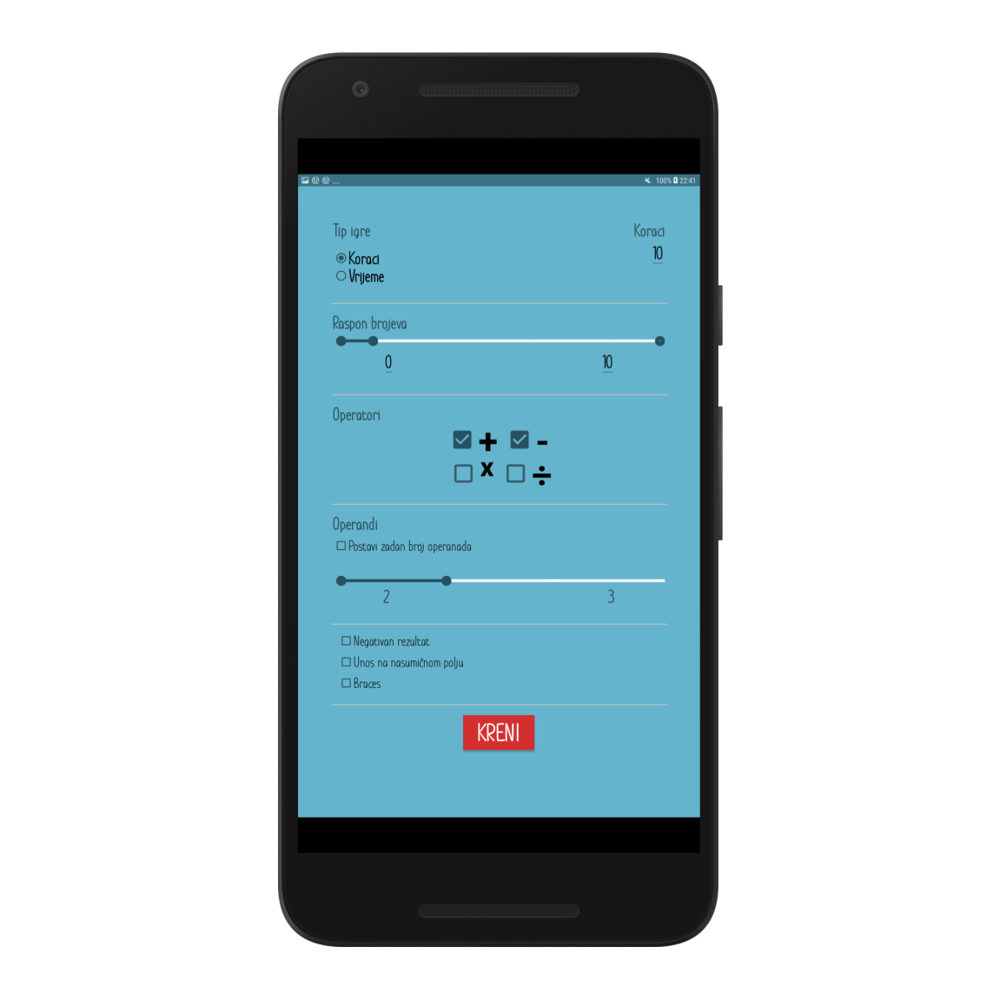 ... 100% 22:41
Tip igre Koraci
Koraci 10
Vrijeme
Raspon brojeva
0 10
Operatori
+ -
x ÷
Operandi
Postavi zadan broj operanada
2 3
Negativan rezultat
Unos na nasumičnom polju
Braces
KRENI